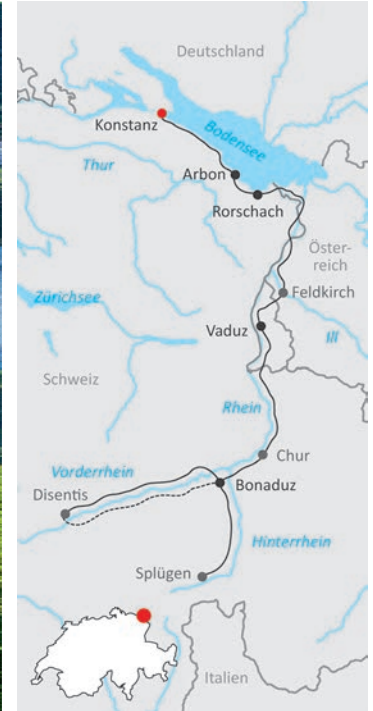 Deutschland
Konstanz
Bodensee
Thur
Arbon
Rorschach
Öster-
reich
Zürichsee
Feldkirch
Vaduz
Ill
Schweiz
Rhein
Chur
Vorderrhein
Disentis
Bonaduz
Hinterrhein
Splügen
Italien